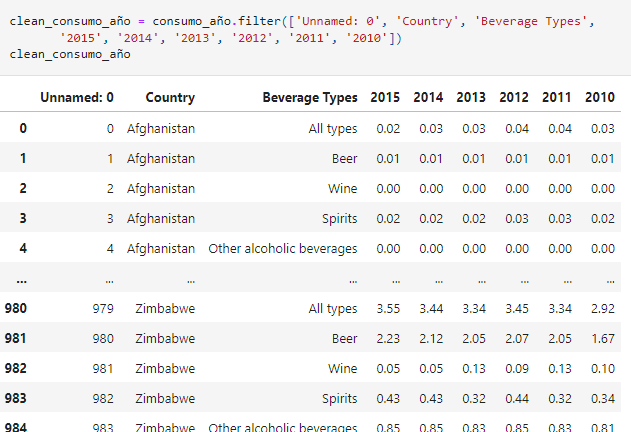 clean_consumo_año = consumo_año.filter(['Unnamed: 0', 'Country', 'Beverage Types',
'2015', '2014', '2013', '2012', '2011', '2010'])
clean_consumo_año
Unnamed: 0 Country Beverage Types 2015 2014 2013 2012 2011 2010
0 0 Afghanistan All types 0.02 0.03 0.03 0.04 0.04 0.03
1 1 Afghanistan Beer 0.01 0.01 0.01 0.01 0.01 0.01
2 2 Afghanistan Wine 0.00 0.00 0.00 0.00 0.00 0.00
3 3 Afghanistan Spirits 0.02 0.02 0.02 0.03 0.03 0.02
4 4 Afghanistan Other alcoholic beverages 0.00 0.00 0.00 0.00 0.00 0.00
... ... ... ... ... ... ... ... ... ...
980 979 Zimbabwe All types 3.55 3.44 3.34 3.45 3.34 2.92
981 980 Zimbabwe Beer 2.23 2.12 2.05 2.07 2.05 1.67
982 981 Zimbabwe Wine 0.05 0.05 0.13 0.09 0.13 0.10
983 982 Zimbabwe Spirits 0.43 0.43 0.32 0.44 0.32 0.34
984 983 Zimbabwe Other alcoholic beverages 0.85 0.85 0.83 0.85 0.83 0.81